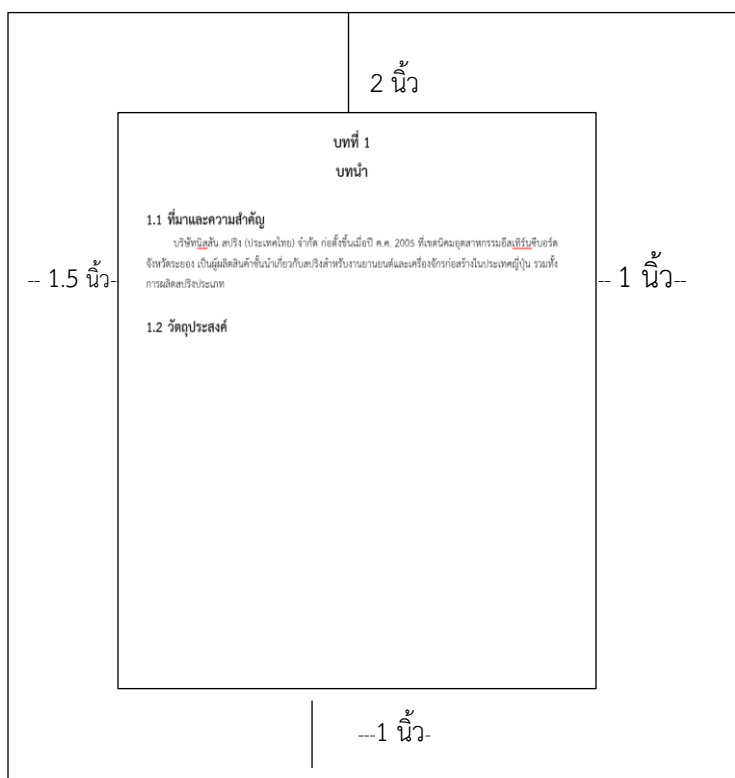 2 นิ้ว
บทที่ 1
บทนำ
1.1 ที่มาและความสำคัญ
บริษัทนิสสัน สปริง (ประเทศไทย) จำกัด ก่อตั้งขึ้นเมื่อปี ค.ศ. 2005 ที่เขตนิคมอุตสาหกรรมอีสเทิร์นซีบอร์ด
จังหวัดระยอง เป็นผู้ผลิตสินค้าชั้นนำเกี่ยวกับสปริงสำหรับงานยานยนต์และเครื่องจักรก่อสร้างในประเทศญี่ปุ่น รวมทั้ง
การผลิตสปริงประเภท
-- 1.5 นิ้ว-
-- 1 นิ้ว--
1.2 วัตถุประสงค์
---1 นิ้ว-